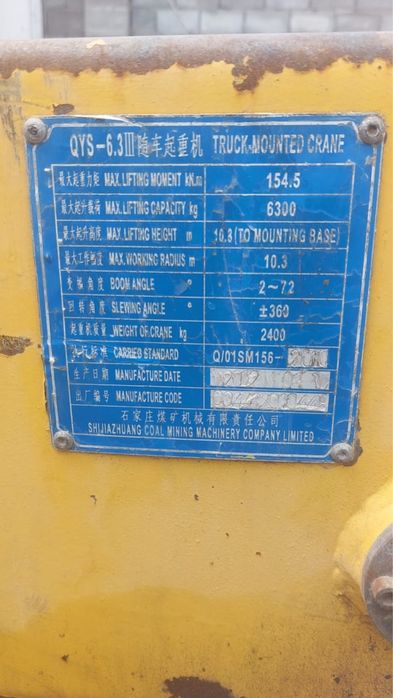 QYS-6.3III随车起重机 TRUCK-MOUNTED CRANE
最大起重力矩 MAX.LIFTING MOMENT KN.m 154.5
最大起升载荷 MAX.LIFTING CAPACITY kg 6300
最大起升高度 MAX.LIFTING HEIGHT m 10.3(TO MOUNTING BASE)
最大工作幅度 MAX.WORKING RADIUS m 10.3
变幅角度 BOOM ANGLE ° 2~72
回转角度 SLEWING ANGLE ° ±360
起重机质量 WEIGHT OF CRANE kg 2400
执行标准 CARRIED STANDARD Q/01SM156-
生产日期 MANUFACTURE DATE
出厂编号 MANUFACTURE CODE
石家庄煤矿机械有限责任公司
SHIJIAZHUANG COAL MINING MACHINERY COMPANY LIMITED